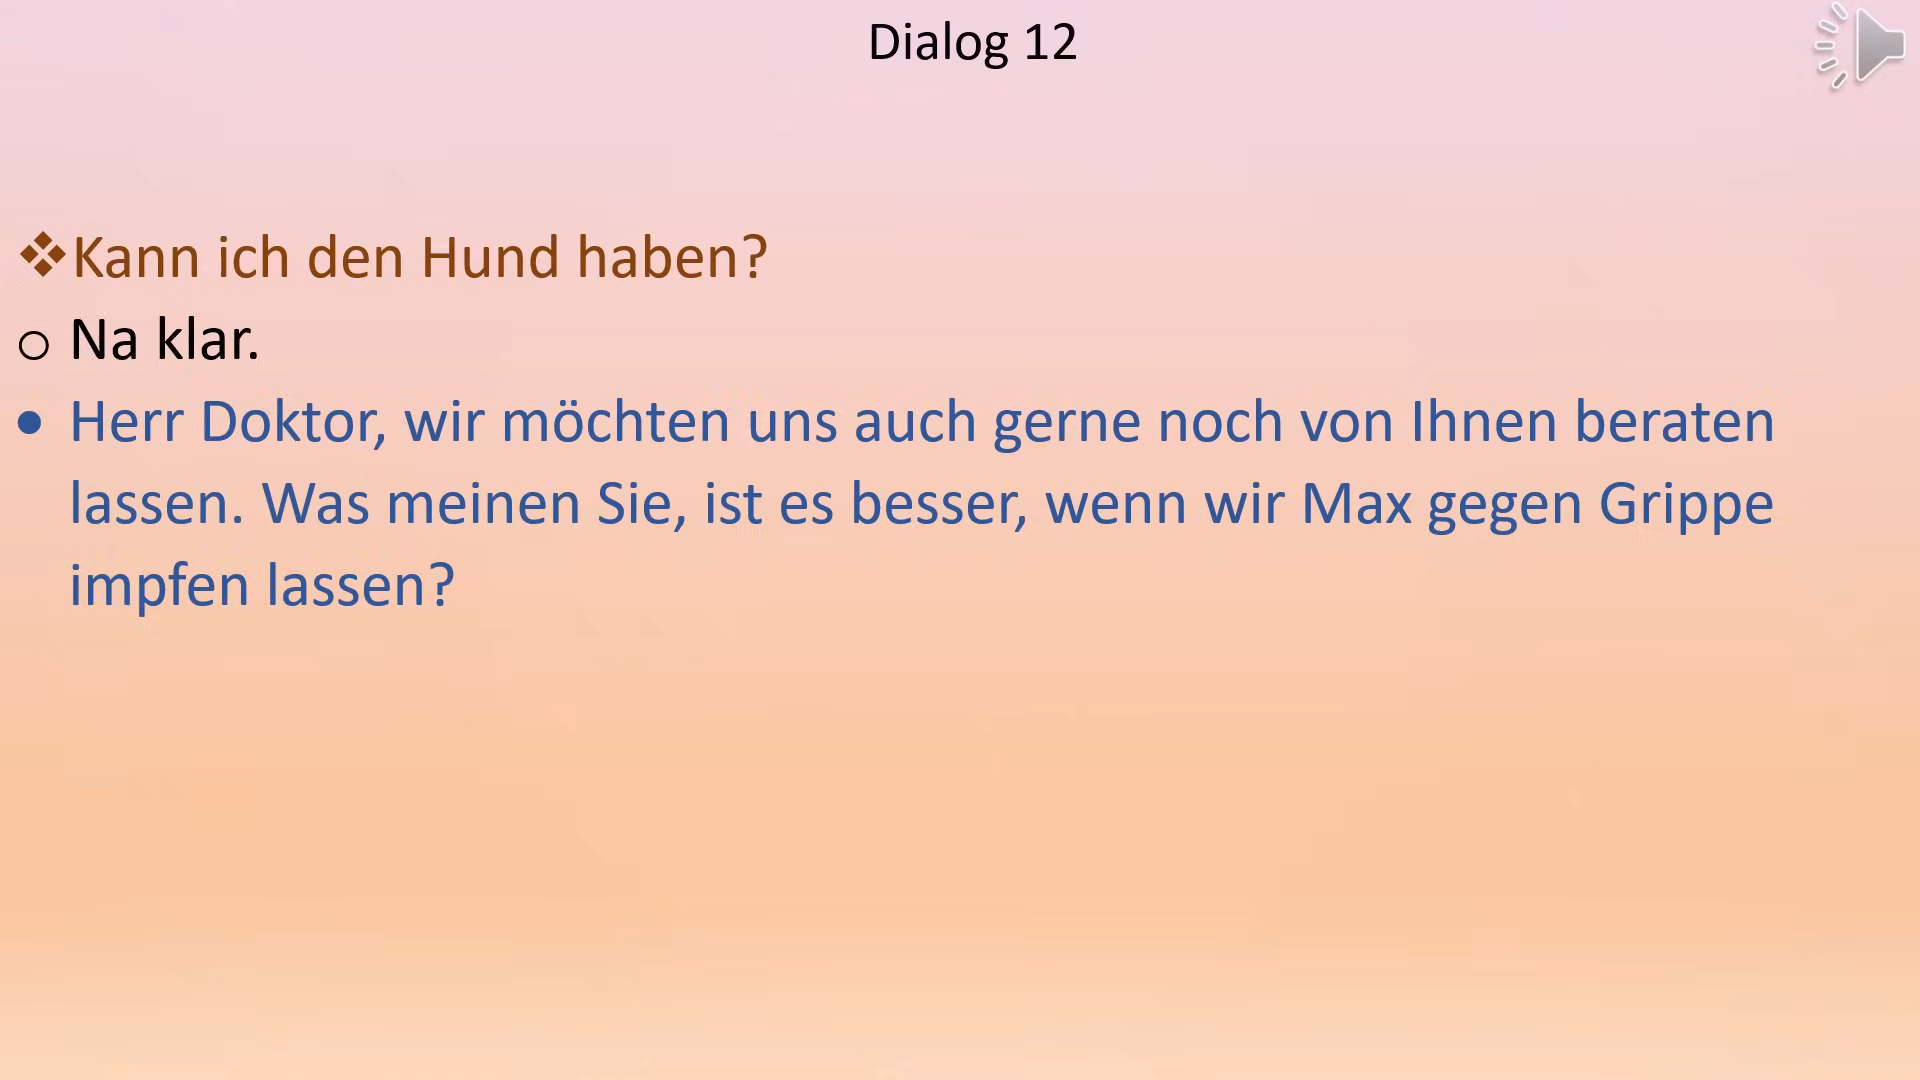 Dialog 12
❖Kann ich den Hund haben?
o Na klar.
• Herr Doktor, wir möchten uns auch gerne noch von Ihnen beraten
lassen. Was meinen Sie, ist es besser, wenn wir Max gegen Grippe
impfen lassen?